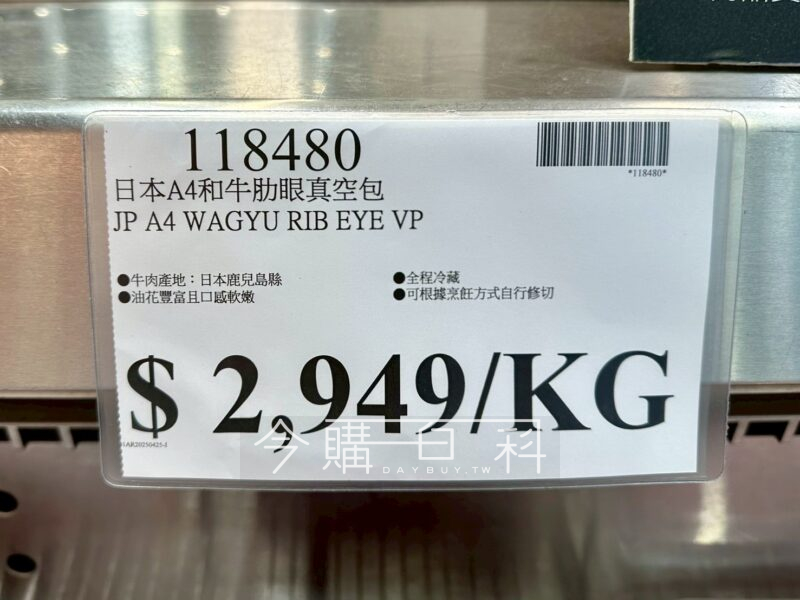 118480
*118480*
日本A4和牛肋眼真空包
JP A4 WAGYU RIB EYE VP
●牛肉產地：日本鹿兒島縣
●油花豐富且口感軟嫩
●全程冷藏
●可根據烹飪方式自行修切
$ 2,949/KG
今購百科
DAYBUY.TW